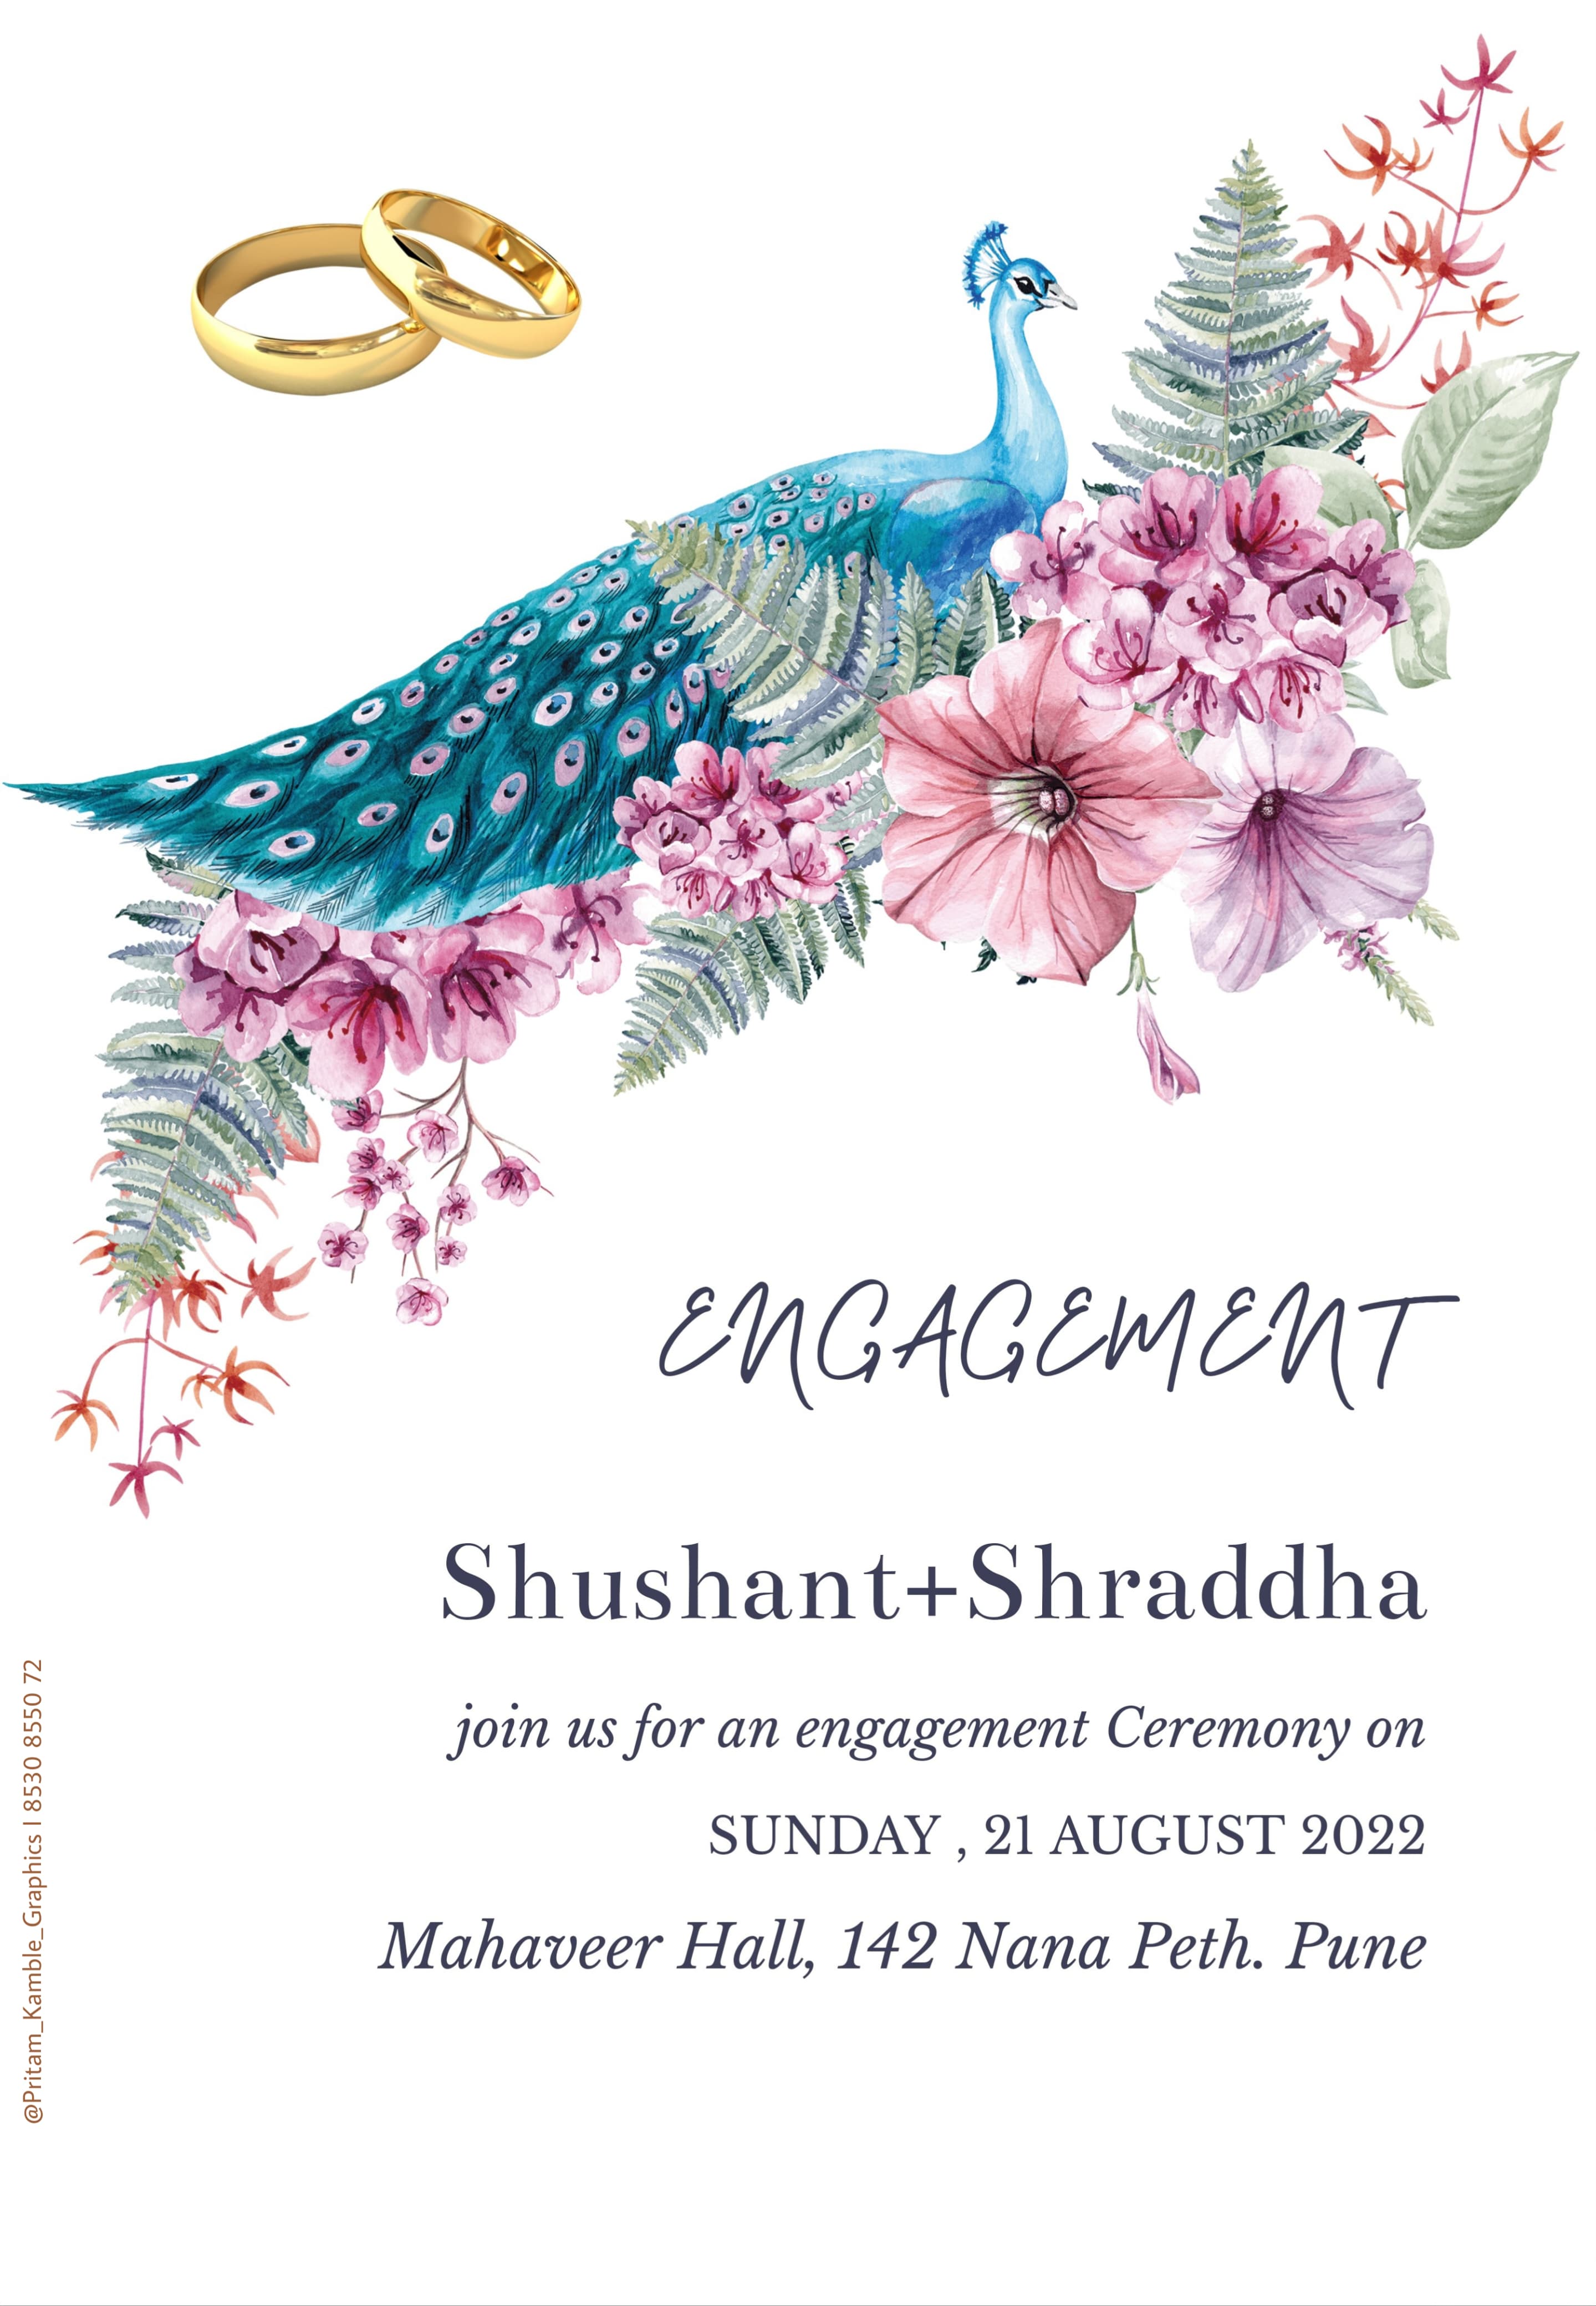 ENGAGEMENT
Shushant+Shraddha
join us for an engagement Ceremony on
SUNDAY , 21 AUGUST 2022
Mahaveer Hall, 142 Nana Peth. Pune
@Pritam_Kamble_Graphics I 8530 8550 72